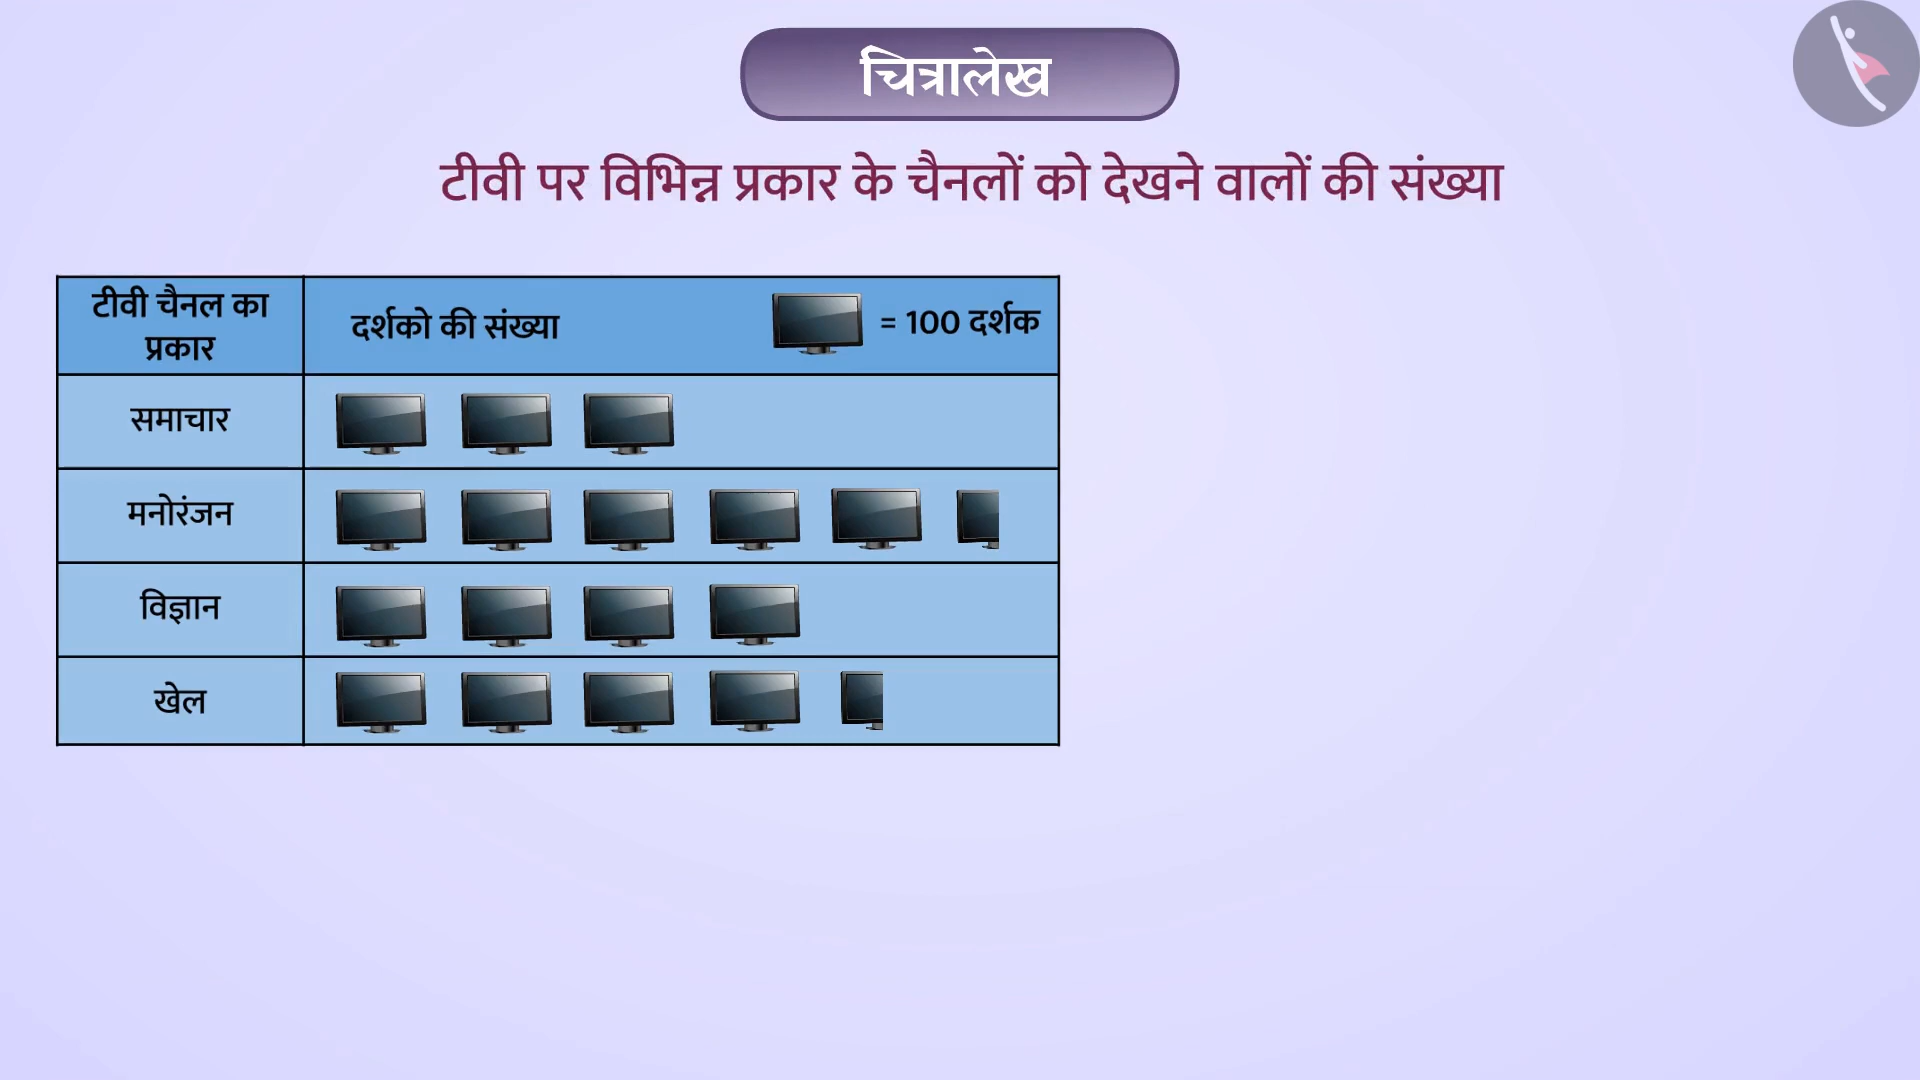 चित्रालेख
टीवी पर विभिन्न प्रकार के चैनलों को देखने वालों की संख्या
टीवी चैनल का
प्रकार
दर्शको की संख्या
= 100 दर्शक
समाचार
मनोरंजन
विज्ञान
खेल